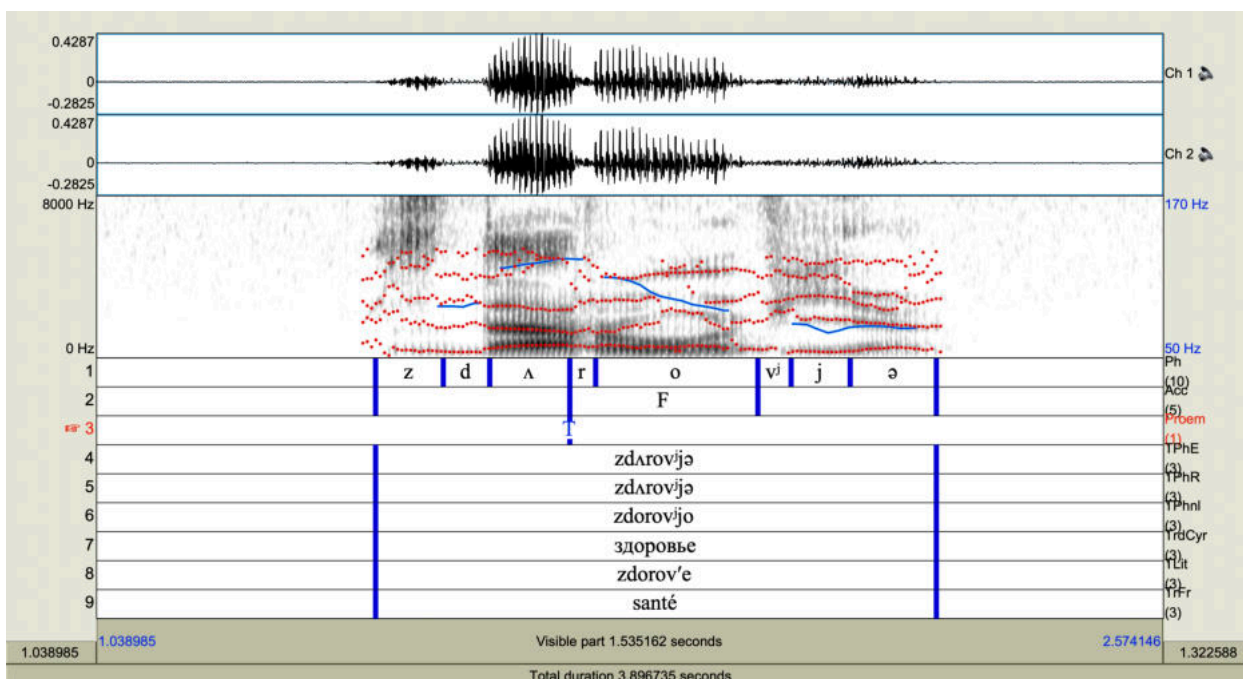 0.4287
0
-0.2825
Ch 1
0.4287
0
-0.2825
Ch 2
8000 Hz 170 Hz
0 Hz 50 Hz
1 z d ʌ r o vʲ j ə Ph (10)
2 F Acc (5)
☞ 3 T Proem (1)
4 zdʌrovʲjə TPhE (3)
5 zdʌrovʲjə TPhR (3)
6 zdorovʲjo TPhnl (3)
7 здоровье TrdCyr (3)
8 zdorov′e TLit (3)
9 santé TrFr (3)
1.038985 Visible part 1.535162 seconds 2.574146
1.038985 1.322588
Total duration 3.896735 seconds